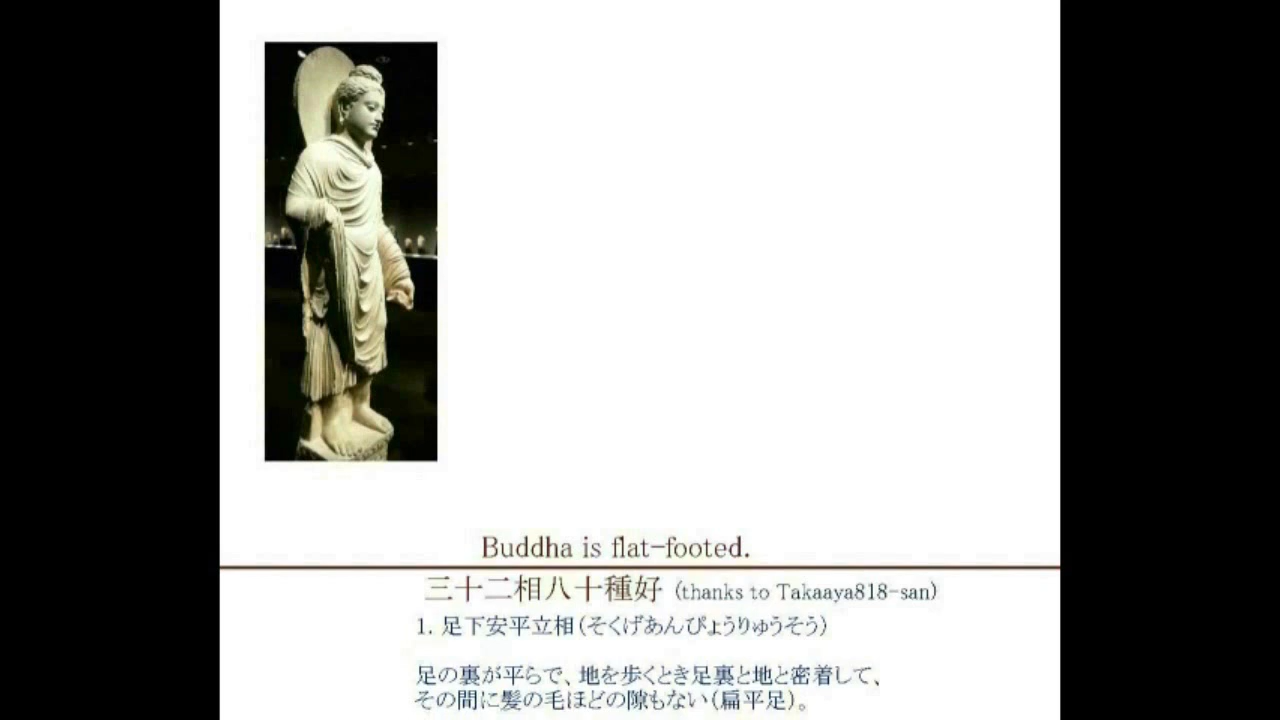 Buddha is flat-footed.
三十二相八十種好 (thanks to Takaaya818-san)
1. 足下安平立相(そくげあんぴょうりゅうそう)
足の裏が平らで、地を歩くとき足裏と地と密着して、
その間に髪の毛ほどの隙もない(扁平足)。